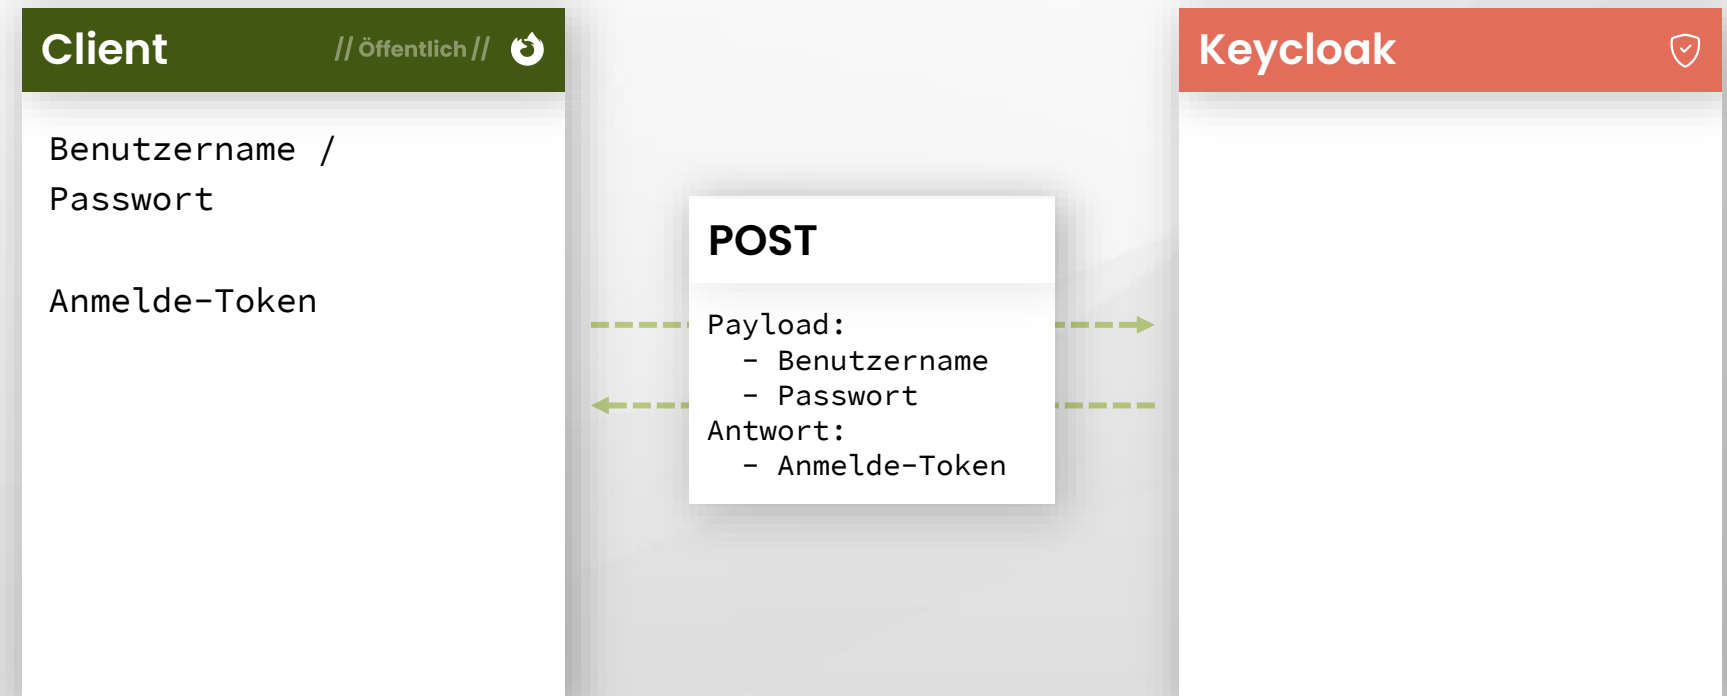 Client
// Öffentlich //
Keycloak
Benutzername /
Passwort
Anmelde-Token
POST
Payload:
- Benutzername
- Passwort
Antwort:
- Anmelde-Token